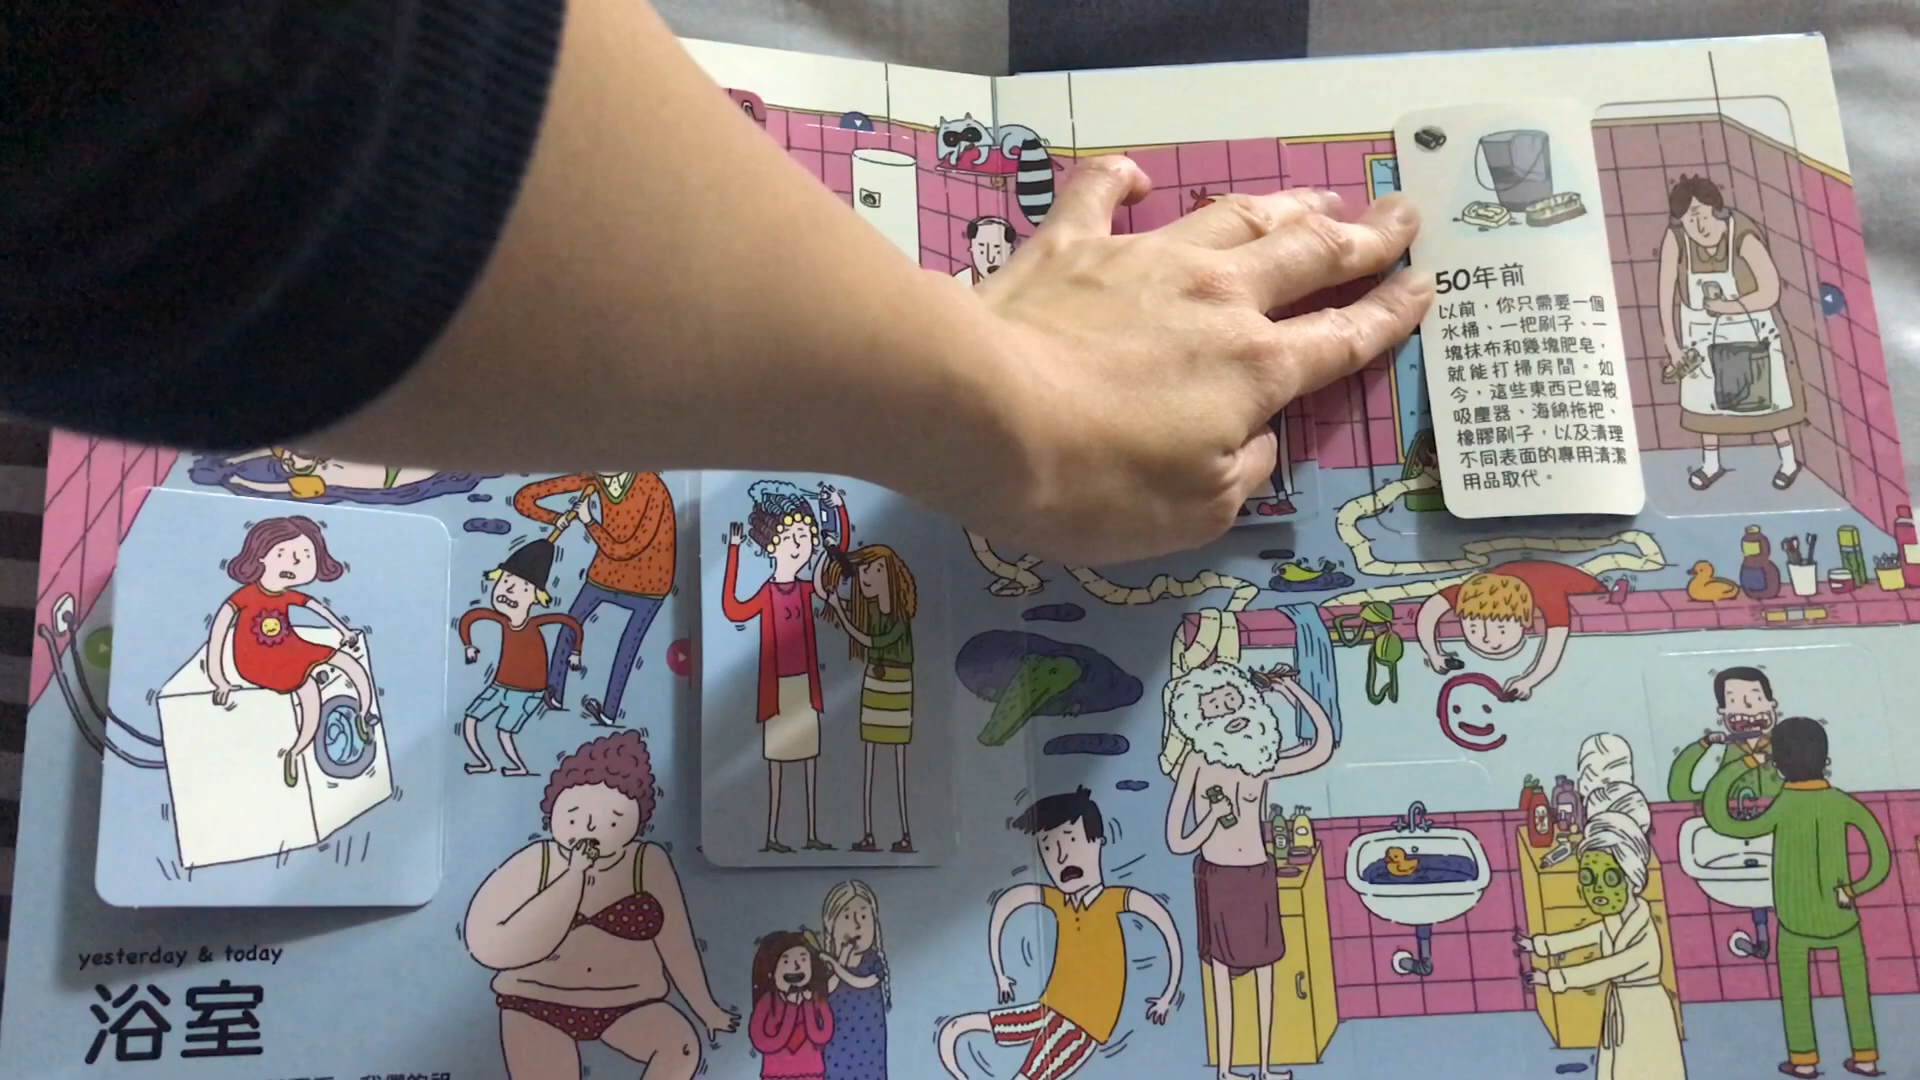 50年前
以前，你只需要一個
水桶、一把刷子、一
塊抹布和幾塊肥皂，
就能打掃房間。如
今，這些東西已經被
吸塵器、海綿拖把、
橡膠刷子，以及清理
不同表面的專用清潔
用品取代。
yesterday & today
浴室